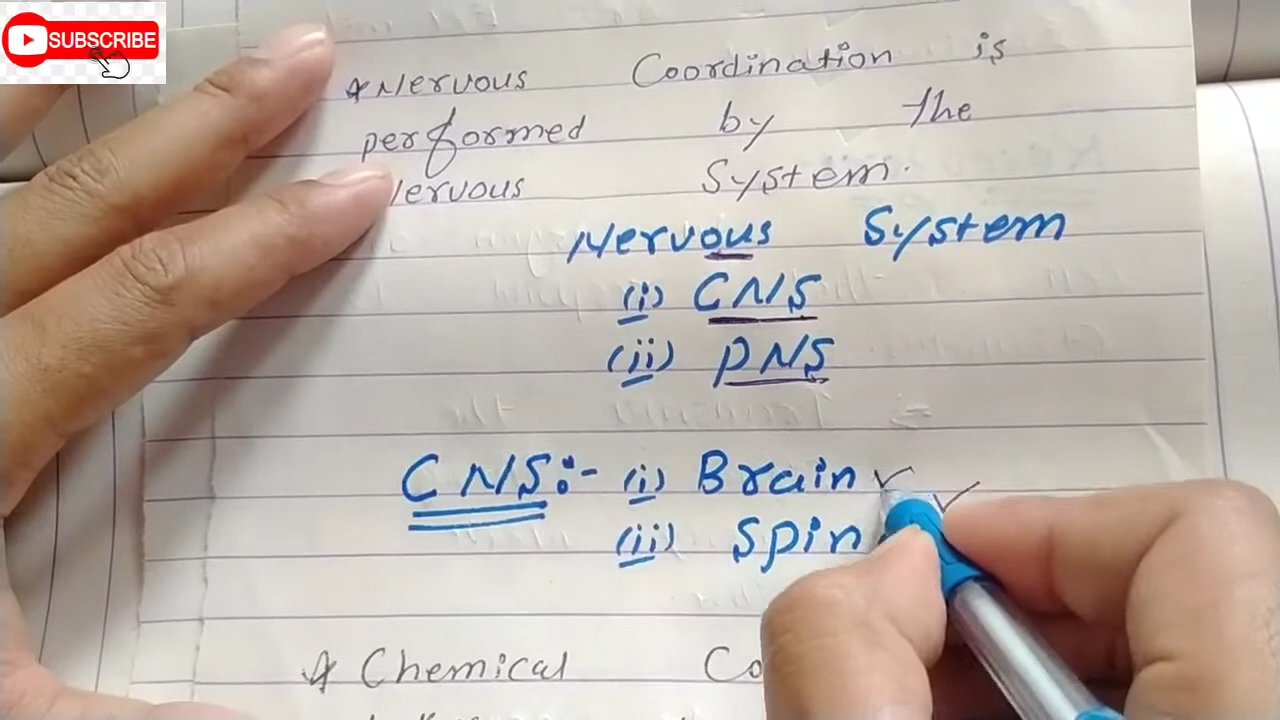 SUBSCRIBE
* Nervous Coordination is
performed by the
Nervous System.
Nervous System
(i) CNS
(ii) PNS
CNS:- (i) Brain ✓
(ii) Spin
* Chemical Co